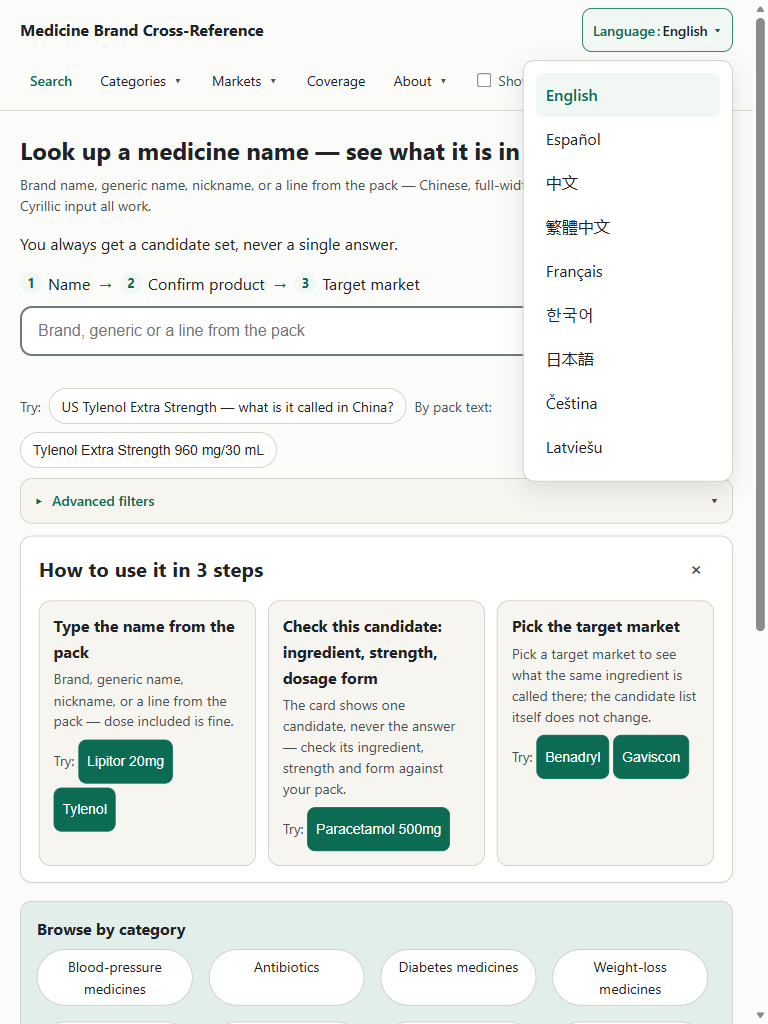 Medicine Brand Cross-Reference
Language: English
Search
Categories
Markets
Coverage
About
English
Español
中文
繁體中文
Français
한국어
日本語
Čeština
Latviešu
Look up a medicine name — see what it is in
Brand name, generic name, nickname, or a line from the pack — Chinese,
Cyrillic input all work.
You always get a candidate set, never a single answer.
1 Name → 2 Confirm product → 3 Target market
Brand, generic or a line from the pack
Try: US Tylenol Extra Strength — what is it called in China? By pack text:
Tylenol Extra Strength 960 mg/30 mL
Advanced filters
How to use it in 3 steps
×
Type the name from the
pack
Brand, generic name,
nickname, or a line from the
pack — dose included is fine.
Try: Lipitor 20mg
Tylenol
Check this candidate:
ingredient, strength,
dosage form
The card shows one
candidate, never the answer
— check its ingredient,
strength and form against
your pack.
Try: Paracetamol 500mg
Pick the target market
Pick a target market to see
what the same ingredient is
called there; the candidate list
itself does not change.
Try: Benadryl Gaviscon
Browse by category
Blood-pressure
medicines
Antibiotics
Diabetes medicines
Weight-loss
medicines